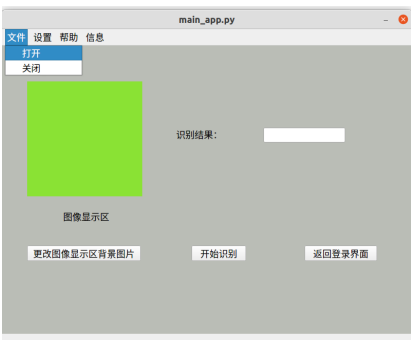 main_app.py
文件 设置 帮助 信息
打开
关闭
识别结果：
图像显示区
更改图像显示区背景图片 开始识别 返回登录界面